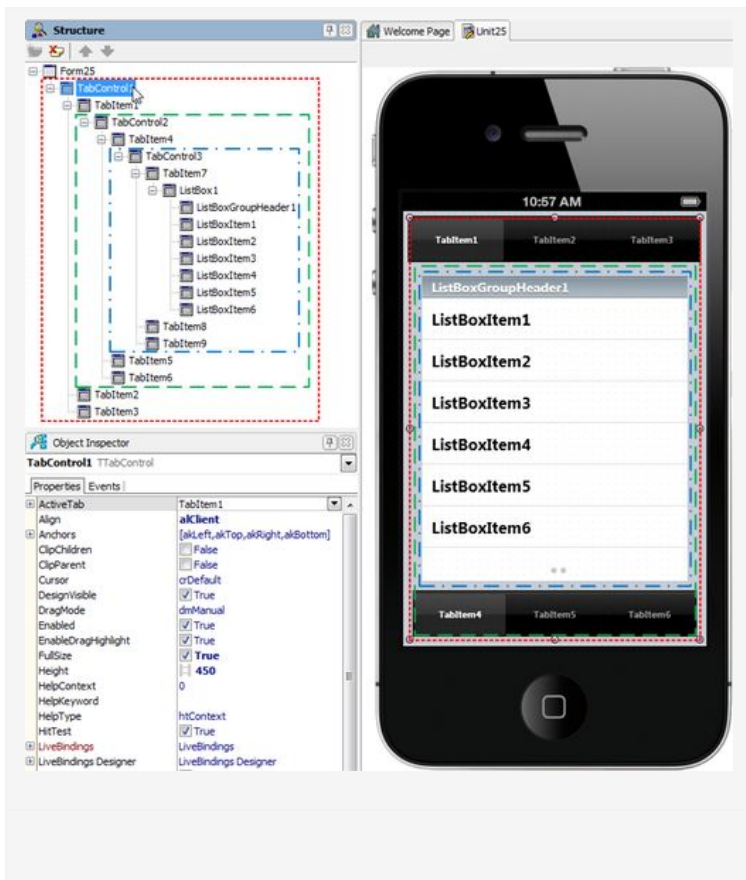 Structure
Form25
TabControl1
TabItem1
TabControl2
TabItem4
TabControl3
TabItem7
ListBox1
ListBoxGroupHeader1
ListBoxItem1
ListBoxItem2
ListBoxItem3
ListBoxItem4
ListBoxItem5
ListBoxItem6
TabItem8
TabItem9
TabItem5
TabItem6
TabItem2
TabItem3
Object Inspector
TabControl1 TTabControl
Properties Events
ActiveTab TabItem1
Align alClient
Anchors [akLeft,akTop,akRight,akBottom]
ClipChildren False
ClipParent False
Cursor crDefault
DesignVisible True
DragMode dmManual
Enabled True
EnableDragHighlight True
FullSize True
Height 450
HelpContext 0
HelpKeyword
HelpType htContext
HitTest True
LiveBindings LiveBindings
LiveBindings Designer LiveBindings Designer
Welcome Page Unit25
10:57 AM
TabItem1 TabItem2 TabItem3
ListBoxGroupHeader1
ListBoxItem1
ListBoxItem2
ListBoxItem3
ListBoxItem4
ListBoxItem5
ListBoxItem6
TabItem4 TabItem5 TabItem6